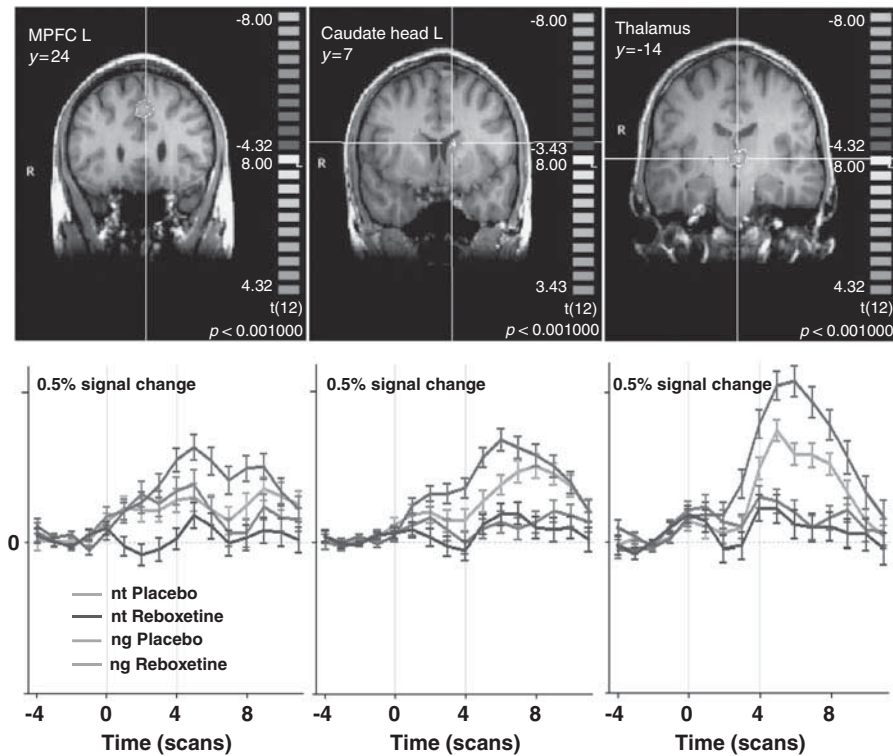 MPFC L
y=24
-8.00
-4.32
8.00
R
4.32
t(12)
p < 0.001000
Caudate head L
y=7
-8.00
-3.43
8.00
R
L
3.43
t(12)
p < 0.001000
Thalamus
y=-14
-8.00
-4.32
8.00
R
L
4.32
t(12)
p < 0.001000
0.5% signal change
0.5% signal change
0.5% signal change
0
nt Placebo
nt Reboxetine
ng Placebo
ng Reboxetine
-4 0 4 8
-4 0 4 8
-4 0 4 8
Time (scans)
Time (scans)
Time (scans)